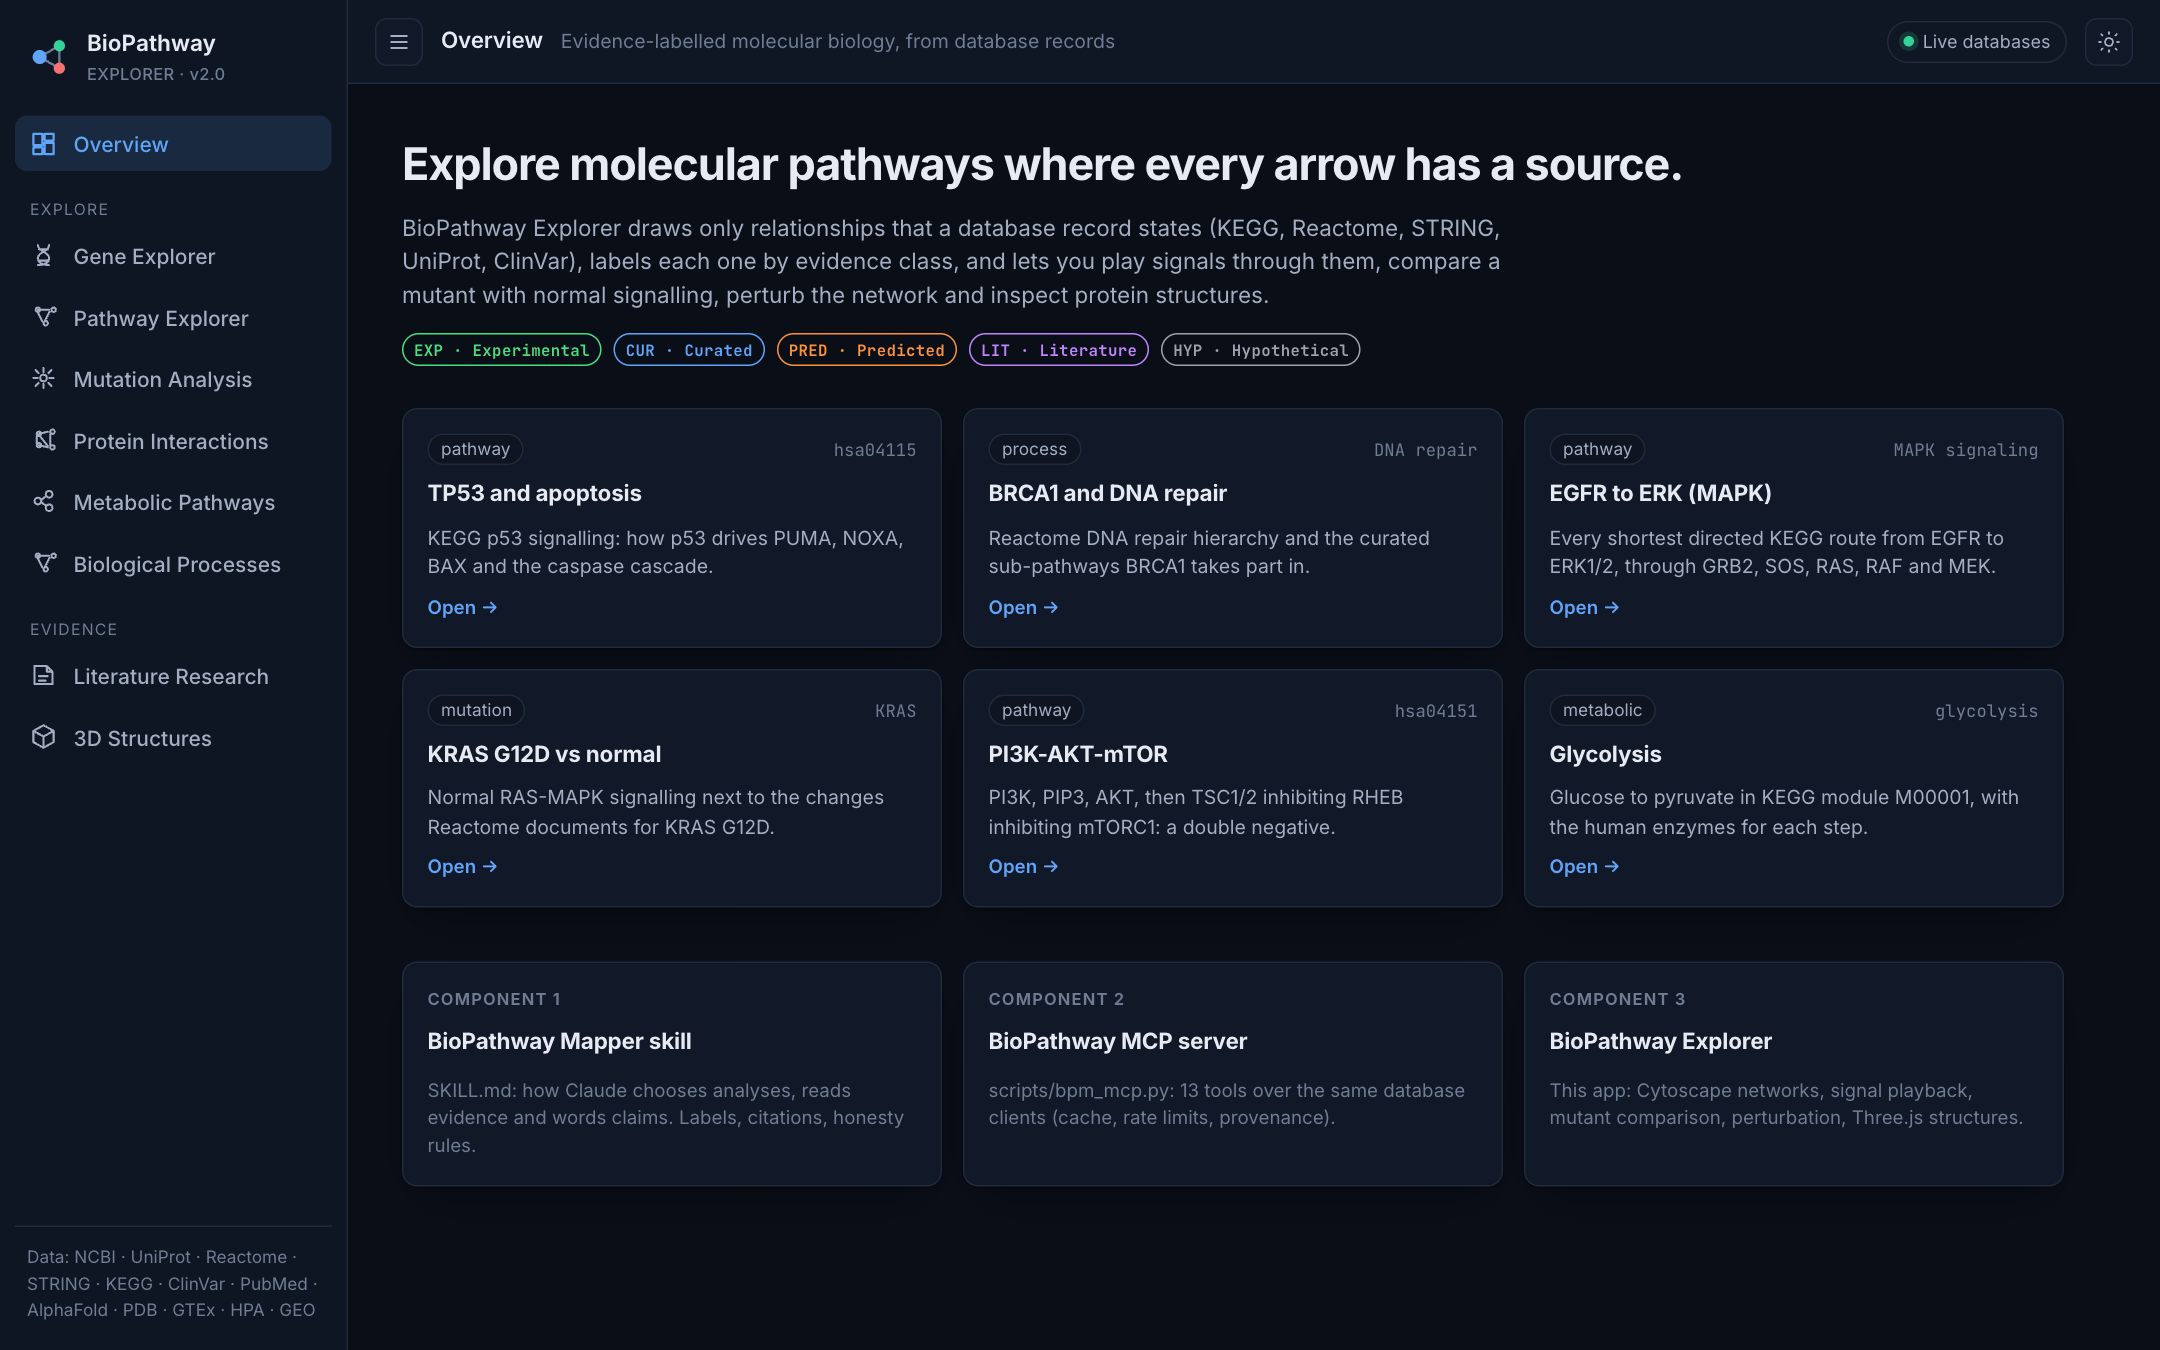 BioPathway
EXPLORER · v2.0
Overview
EXPLORE
Gene Explorer
Pathway Explorer
Mutation Analysis
Protein Interactions
Metabolic Pathways
Biological Processes
EVIDENCE
Literature Research
3D Structures
Data: NCBI · UniProt · Reactome ·
STRING · KEGG · ClinVar · PubMed ·
AlphaFold · PDB · GTEx · HPA · GEO
Overview Evidence-labelled molecular biology, from database records
Live databases
Explore molecular pathways where every arrow has a source.
BioPathway Explorer draws only relationships that a database record states (KEGG, Reactome, STRING,
UniProt, ClinVar), labels each one by evidence class, and lets you play signals through them, compare a
mutant with normal signalling, perturb the network and inspect protein structures.
EXP · Experimental CUR · Curated PRED · Predicted LIT · Literature HYP · Hypothetical
pathway hsa04115
TP53 and apoptosis
KEGG p53 signalling: how p53 drives PUMA, NOXA,
BAX and the caspase cascade.
Open →
process DNA repair
BRCA1 and DNA repair
Reactome DNA repair hierarchy and the curated
sub-pathways BRCA1 takes part in.
Open →
pathway MAPK signaling
EGFR to ERK (MAPK)
Every shortest directed KEGG route from EGFR to
ERK1/2, through GRB2, SOS, RAS, RAF and MEK.
Open →
mutation KRAS
KRAS G12D vs normal
Normal RAS-MAPK signalling next to the changes
Reactome documents for KRAS G12D.
Open →
pathway hsa04151
PI3K-AKT-mTOR
PI3K, PIP3, AKT, then TSC1/2 inhibiting RHEB
inhibiting mTORC1: a double negative.
Open →
metabolic glycolysis
Glycolysis
Glucose to pyruvate in KEGG module M00001, with
the human enzymes for each step.
Open →
COMPONENT 1
BioPathway Mapper skill
SKILL.md: how Claude chooses analyses, reads
evidence and words claims. Labels, citations, honesty
rules.
COMPONENT 2
BioPathway MCP server
scripts/bpm_mcp.py: 13 tools over the same database
clients (cache, rate limits, provenance).
COMPONENT 3
BioPathway Explorer
This app: Cytoscape networks, signal playback,
mutant comparison, perturbation, Three.js structures.